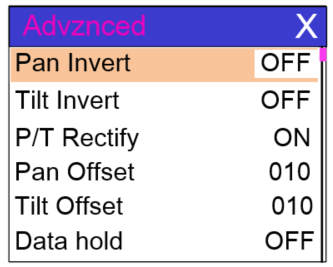 Advznced X
Pan Invert OFF
Tilt Invert OFF
P/T Rectify ON
Pan Offset 010
Tilt Offset 010
Data hold OFF